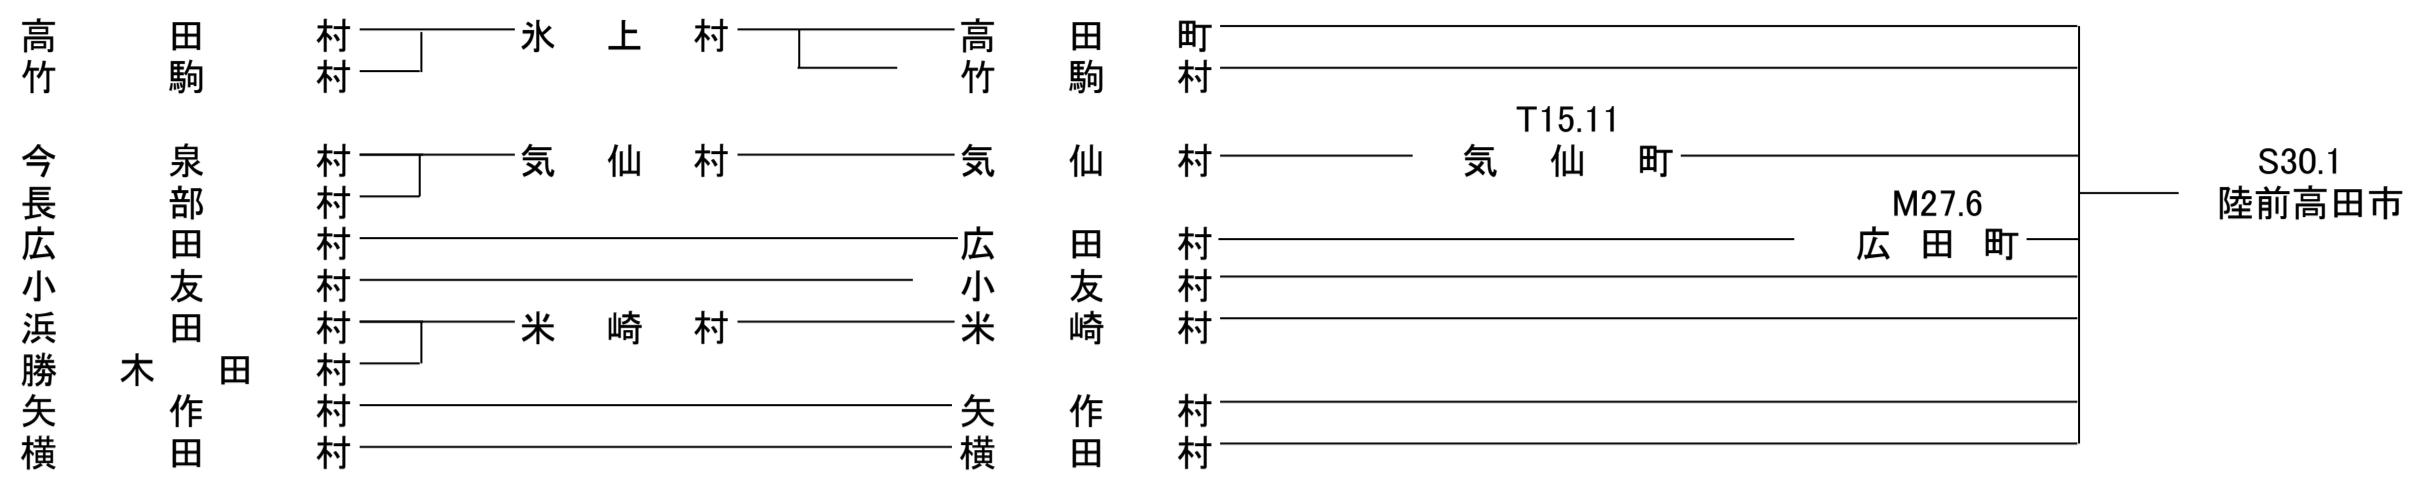 高田村 氷上村 高田町
竹駒村 竹駒村
T15.11
今泉村 気仙村 気仙村 気仙町 S30.1
長部村 M27.6 陸前高田市
広田村 広田村 広田町
小友村 小友村
浜田村 米崎村 米崎村
勝木田村
矢作村 矢作村
横田村 横田村